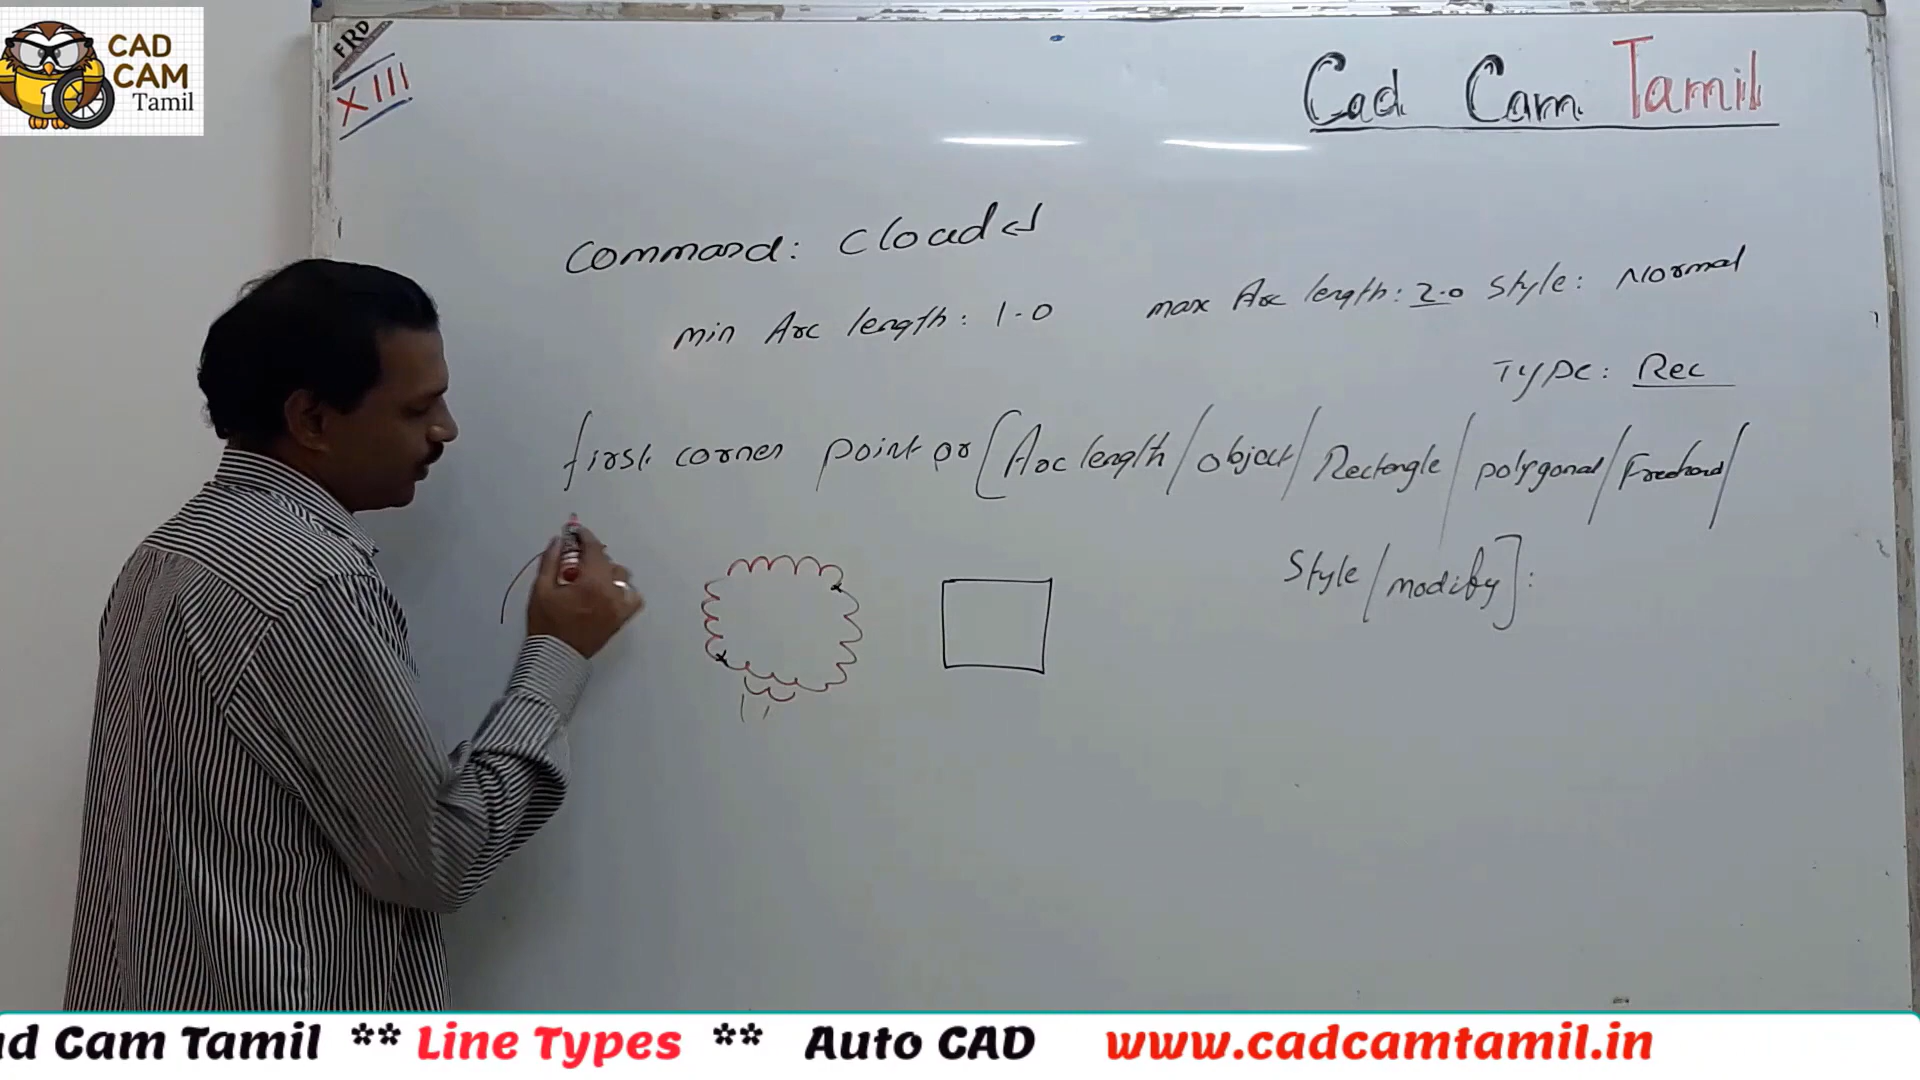 CAD
CAM
Tamil
FRD
XIII
Cad Cam Tamil
Command: Cload ↵
min Arc length: 1.0 max Arc length: 2.0 Style: Normal
Type: Rec
first corner point or [Arc length/object/Rectangle/polygonal/Freehand/
Style/modify]:
ad Cam Tamil ** Line Types ** Auto CAD www.cadcamtamil.in